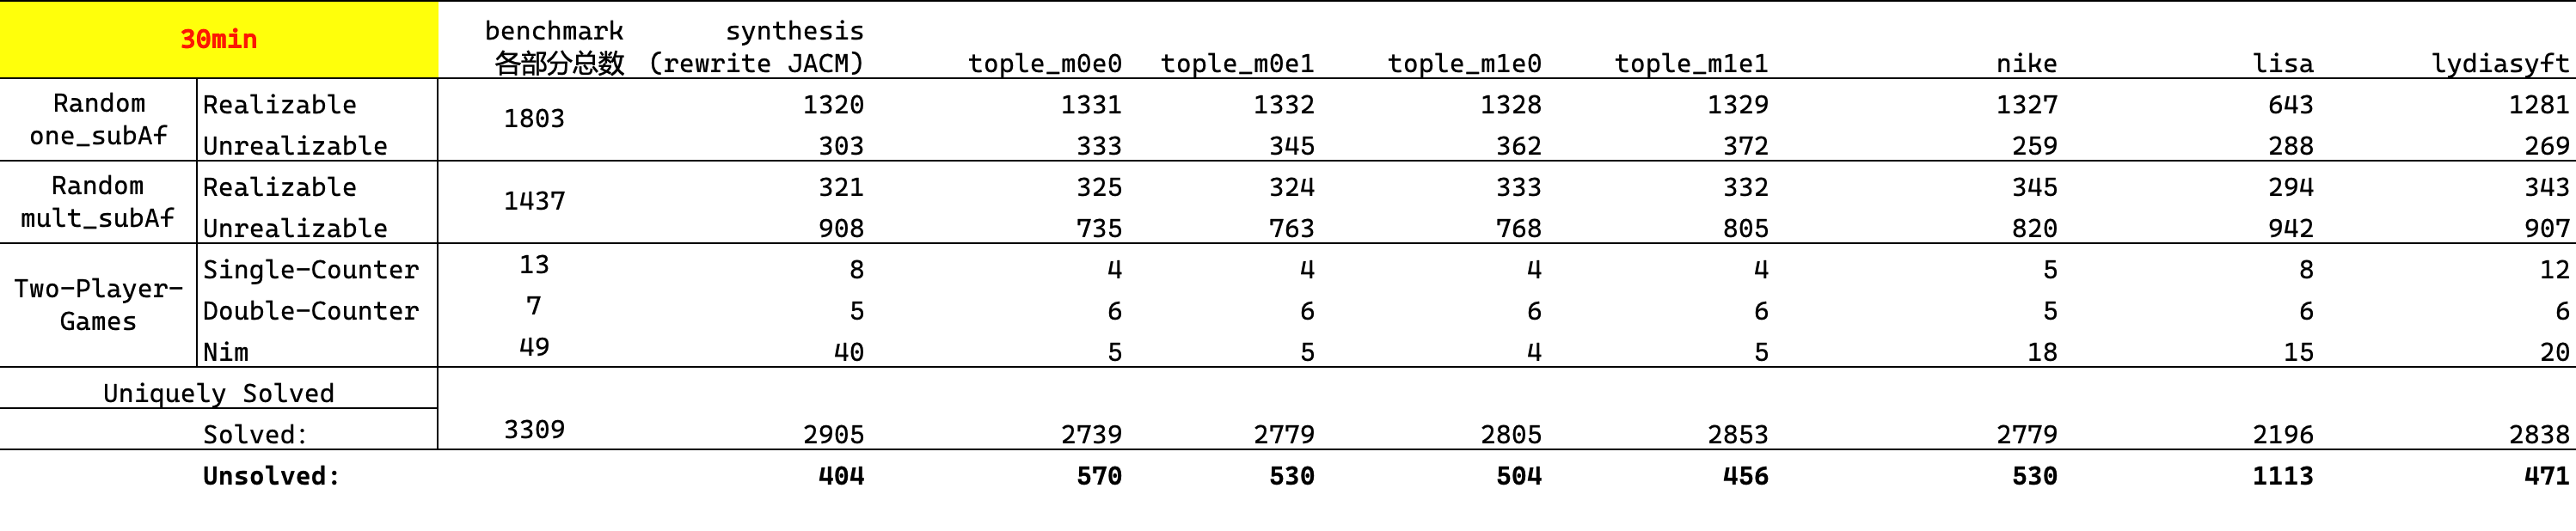 30min benchmark synthesis
各部分总数 (rewrite JACM) tople_m0e0 tople_m0e1 tople_m1e0 tople_m1e1 nike lisa lydiasyft
Random Realizable 1803 1320 1331 1332 1328 1329 1327 643 1281
one_subAf Unrealizable 303 333 345 362 372 259 288 269
Random Realizable 1437 321 325 324 333 332 345 294 343
mult_subAf Unrealizable 908 735 763 768 805 820 942 907
Single-Counter 13 8 4 4 4 4 5 8 12
Two-Player-
Games Double-Counter 7 5 6 6 6 6 5 6 6
Nim 49 40 5 5 4 5 18 15 20
Uniquely Solved
Solved: 3309 2905 2739 2779 2805 2853 2779 2196 2838
Unsolved: 404 570 530 504 456 530 1113 471